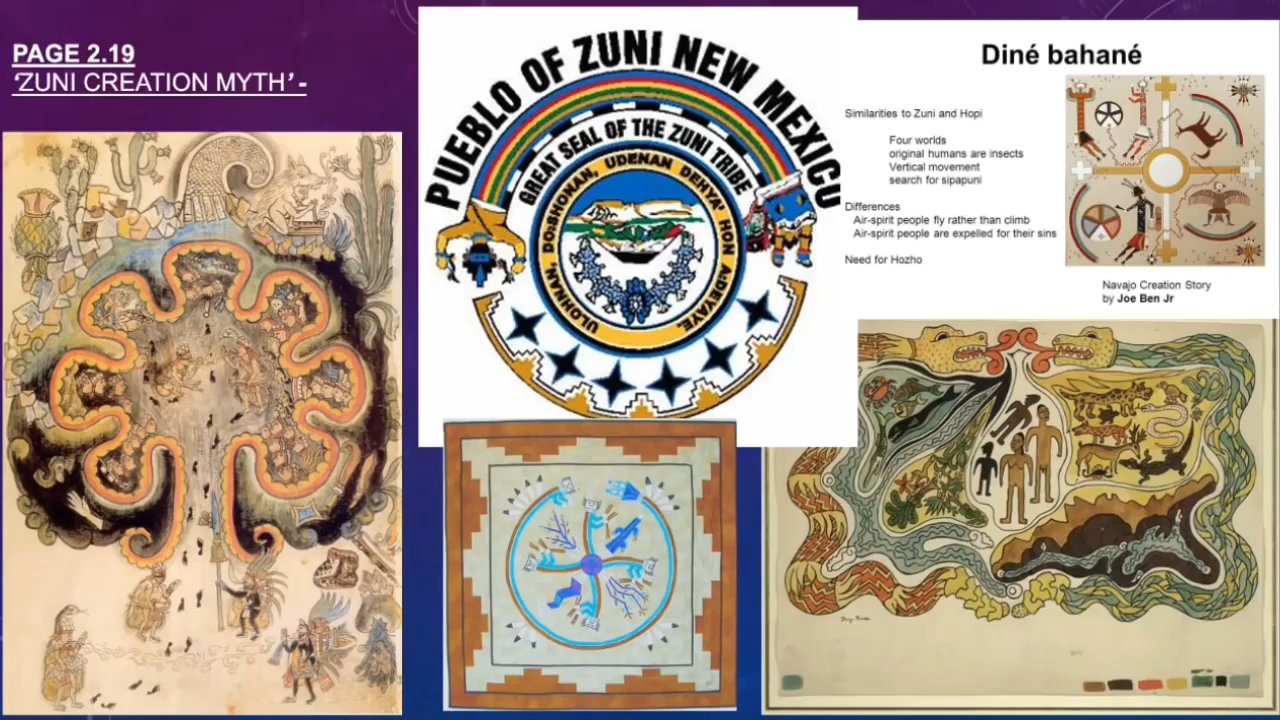 PAGE 2.19
‘ZUNI CREATION MYTH’ -
PUEBLO OF ZUNI NEW MEXICO
GREAT SEAL OF THE ZUNI TRIBE
ULOHNAN, DO:SHONAN, UDENAN DEHYA' HON ADEYAYE.
Diné bahané
Similarities to Zuni and Hopi
Four worlds
original humans are insects
Vertical movement
search for sipapuni
Differences
Air-spirit people fly rather than climb
Air-spirit people are expelled for their sins
Need for Hozho
Navajo Creation Story
by Joe Ben Jr